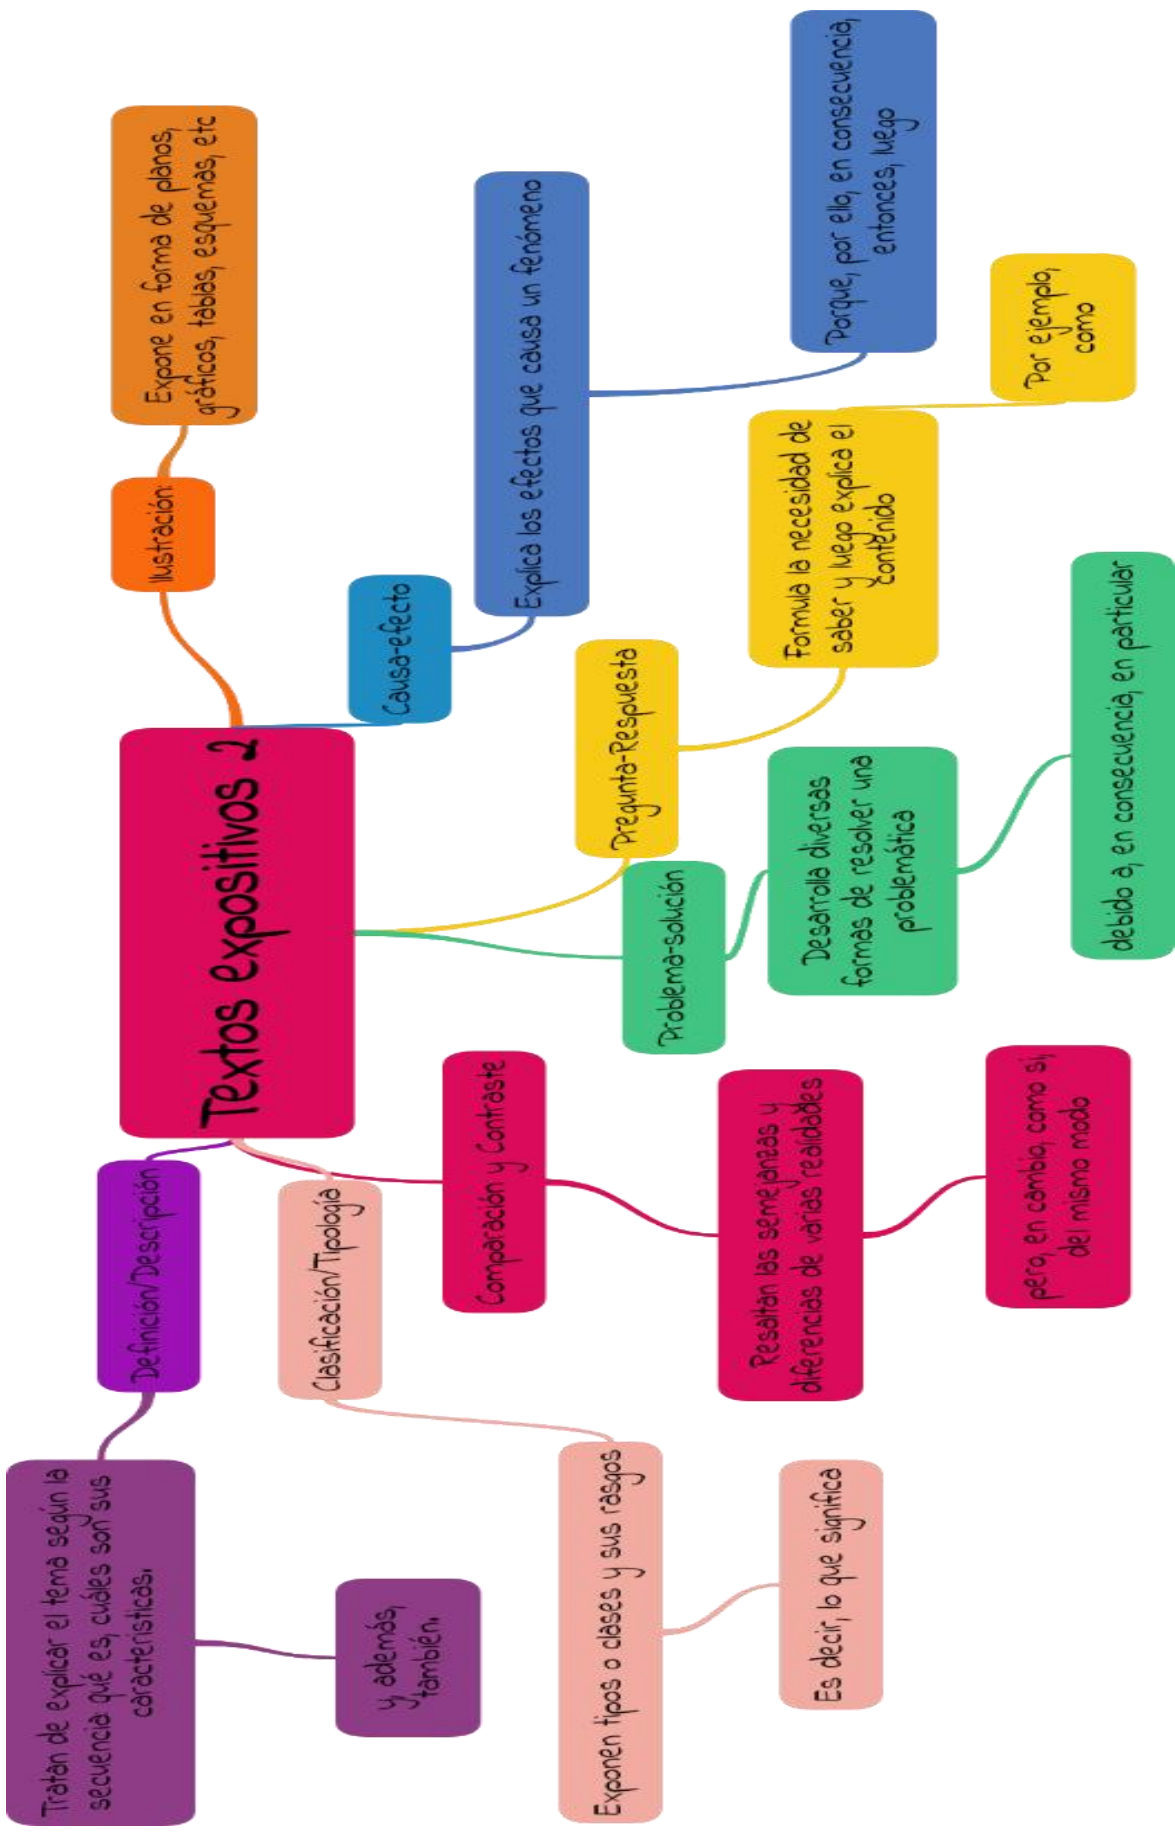 Textos expositivos 2
Definición/Descripción
Tratan de explicar el tema según la
secuencia qué es, cuáles son sus
características.
y, además,
también.
Clasificación/Tipología
Exponen tipos o clases y sus rasgos
Es decir, lo que significa
Comparación y Contraste
Resaltan las semejanzas y
diferencias de varias realidades
pero, en cambio, como si,
del mismo modo
Problema-solución
Desarrolla diversas
formas de resolver una
problemática
debido a, en consecuencia, en particular
Pregunta-Respuesta
Formula la necesidad de
saber y luego explica el
contenido
Por ejemplo,
como
Causa-efecto
Explica los efectos que causa un fenómeno
Porque, por ello, en consecuencia,
entonces, luego
Ilustración:
Expone en forma de planos,
gráficos, tablas, esquemas, etc